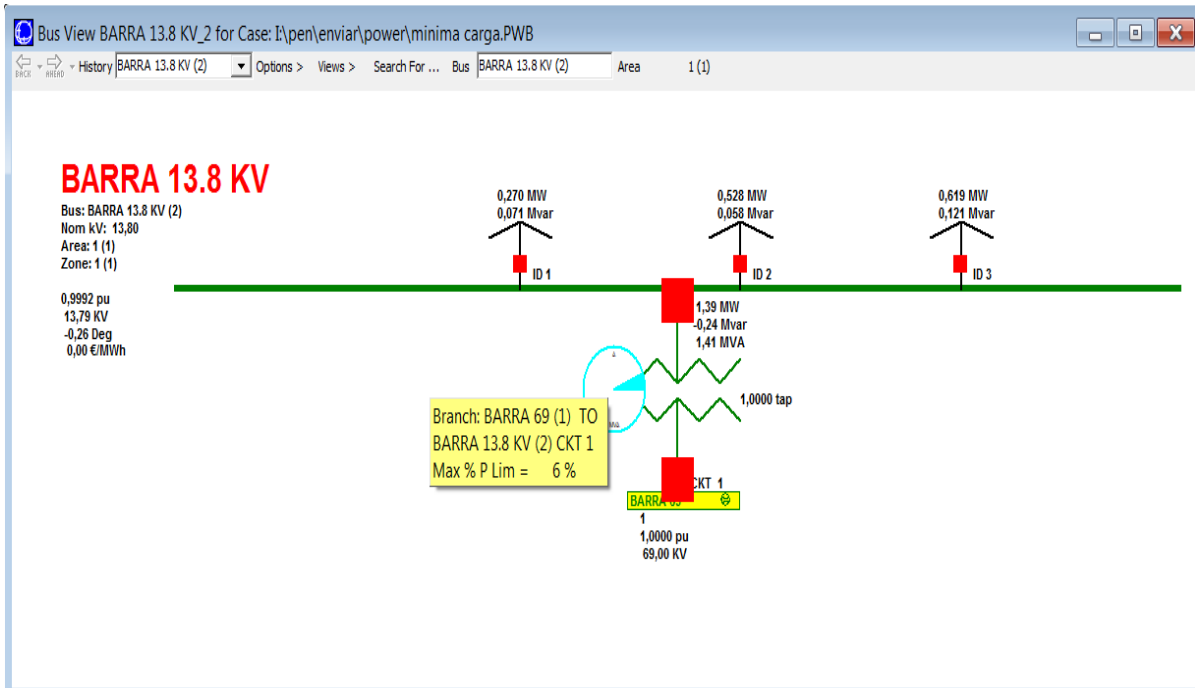 Bus View BARRA 13.8 KV_2 for Case: I:\pen\enviar\power\minima carga.PWB
BACK AHEAD History BARRA 13.8 KV (2) Options > Views > Search For ... Bus BARRA 13.8 KV (2) Area 1 (1)
BARRA 13.8 KV
Bus: BARRA 13.8 KV (2)
Nom kV: 13,80
Area: 1 (1)
Zone: 1 (1)
0,9992 pu
13,79 KV
-0,26 Deg
0,00 €/MWh
0,270 MW
0,071 Mvar
ID 1
0,528 MW
0,058 Mvar
ID 2
0,619 MW
0,121 Mvar
ID 3
1,39 MW
-0,24 Mvar
1,41 MVA
A
1,0000 tap
Branch: BARRA 69 (1) TO
BARRA 13.8 KV (2) CKT 1
Max % P Lim = 6 %
CKT 1
BARRA
1
1,0000 pu
69,00 KV